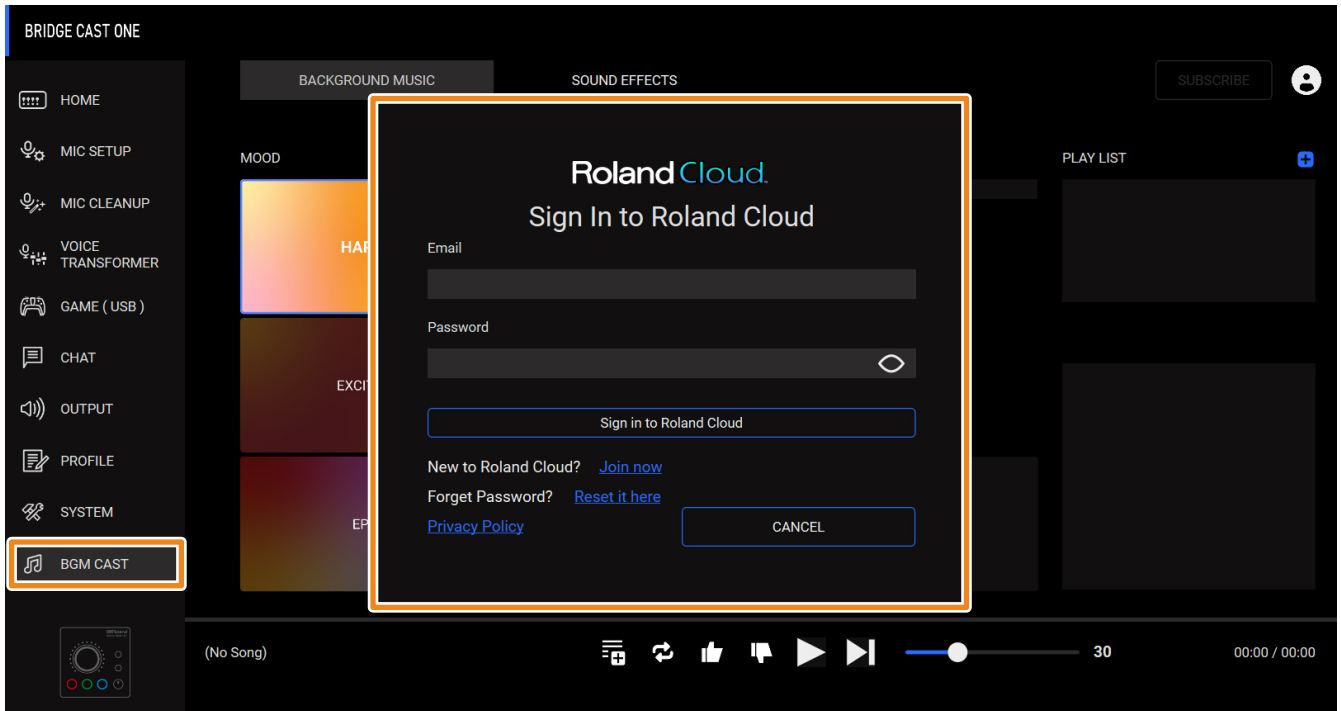 BRIDGE CAST ONE
HOME
MIC SETUP
MIC CLEANUP
VOICE
TRANSFORMER
GAME ( USB )
CHAT
OUTPUT
PROFILE
SYSTEM
BGM CAST
BACKGROUND MUSIC
SOUND EFFECTS
SUBSCRIBE
MOOD
HAP
EXCI
EP
PLAY LIST
Roland Cloud
Sign In to Roland Cloud
Email
Password
Sign in to Roland Cloud
New to Roland Cloud? Join now
Forget Password? Reset it here
Privacy Policy
CANCEL
(No Song)
30
00:00 / 00:00